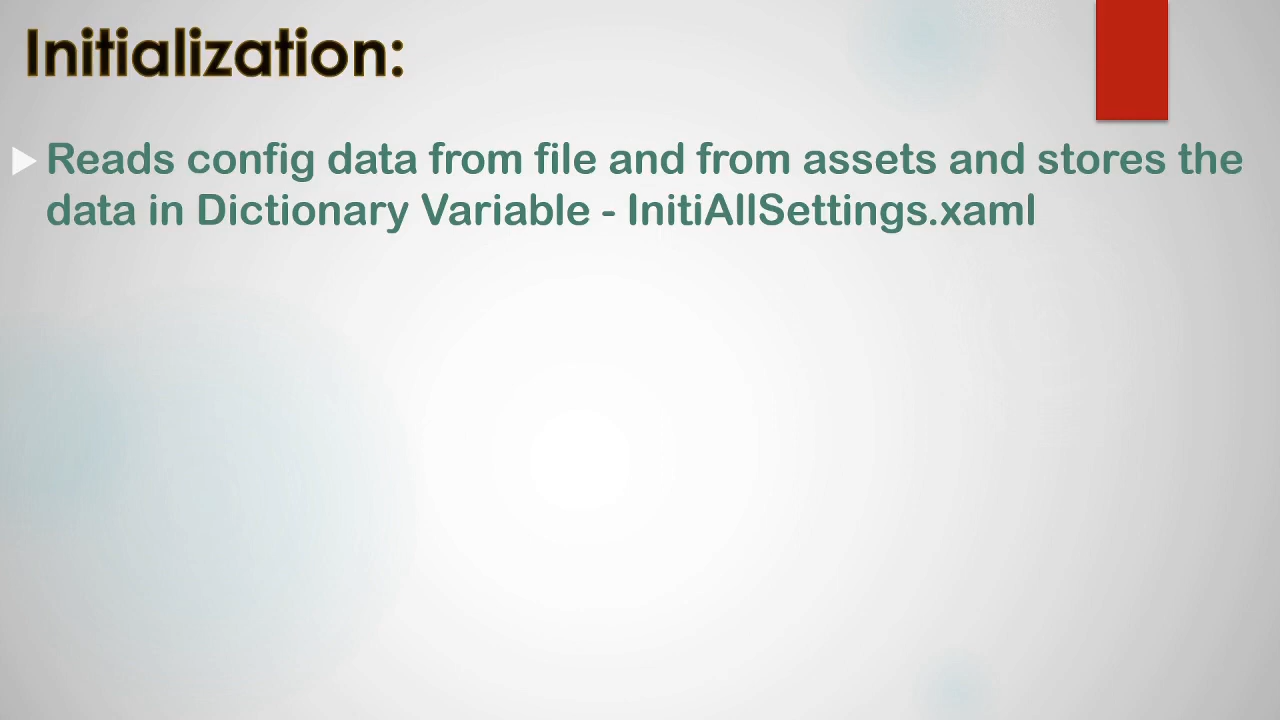 Initialization:
Reads config data from file and from assets and stores the
data in Dictionary Variable - InitiAllSettings.xaml